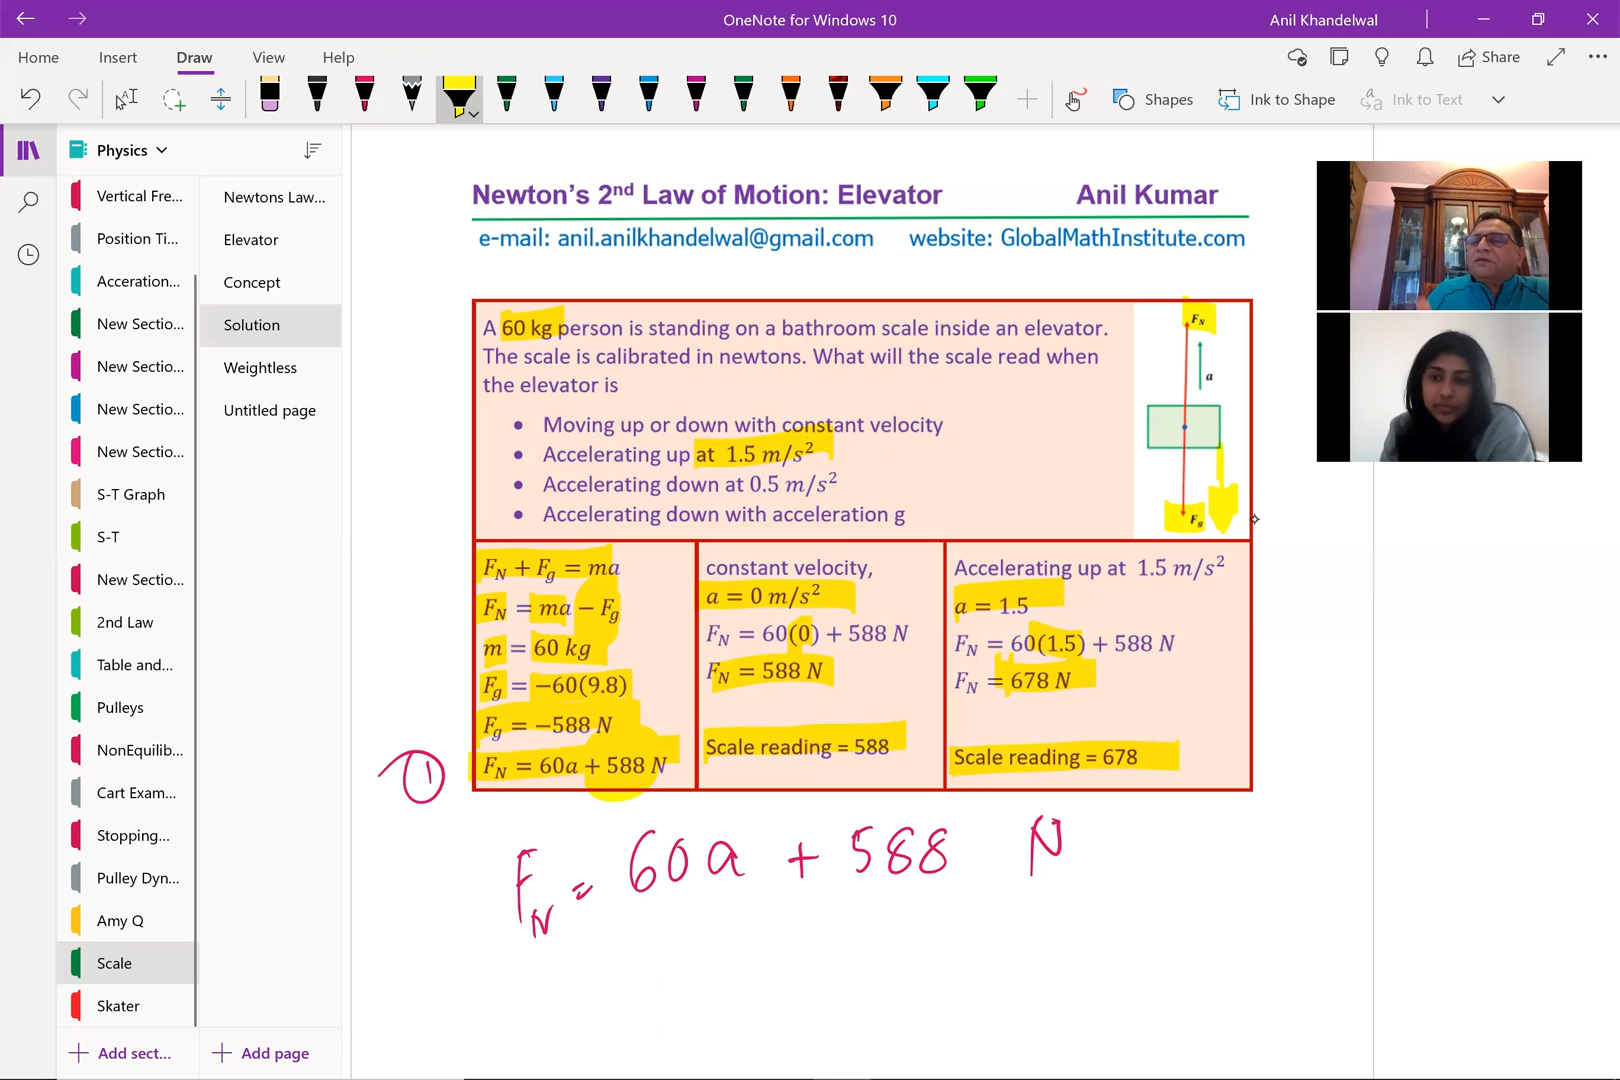 OneNote for Windows 10
Anil Khandelwal
Home Insert Draw View Help
Share
Shapes
Ink to Shape
Ink to Text
Physics
Vertical Fre...
Position Ti...
Acceration...
New Sectio...
New Sectio...
New Sectio...
New Sectio...
S-T Graph
S-T
New Sectio...
2nd Law
Table and...
Pulleys
NonEquilib...
Cart Exam...
Stopping...
Pulley Dyn...
Amy Q
Scale
Skater
Add sect...
Newtons Law...
Elevator
Concept
Solution
Weightless
Untitled page
Add page
Newton's 2nd Law of Motion: Elevator Anil Kumar
e-mail: anil.anilkhandelwal@gmail.com website: GlobalMathInstitute.com
A 60 kg person is standing on a bathroom scale inside an elevator.
The scale is calibrated in newtons. What will the scale read when
the elevator is
• Moving up or down with constant velocity
• Accelerating up at 1.5 m/s²
• Accelerating down at 0.5 m/s²
• Accelerating down with acceleration g
F_N
a
F_g
F_N + F_g = ma
F_N = ma − F_g
m = 60 kg
F_g = −60(9.8)
F_g = −588 N
F_N = 60a + 588 N
constant velocity,
a = 0 m/s²
F_N = 60(0) + 588 N
F_N = 588 N
Scale reading = 588
Accelerating up at 1.5 m/s²
a = 1.5
F_N = 60(1.5) + 588 N
F_N = 678 N
Scale reading = 678
1
F_N = 60a + 588 N